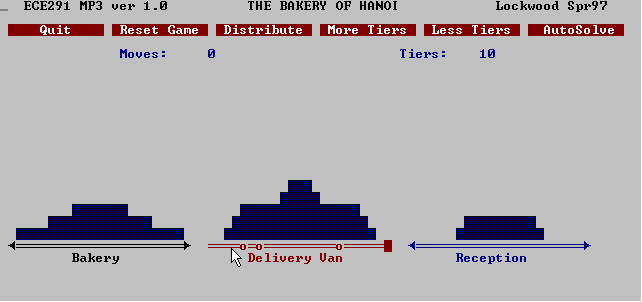 ECE291 MP3 ver 1.0 THE BAKERY OF HANOI Lockwood Spr97
Quit Reset Game Distribute More Tiers Less Tiers AutoSolve
Moves: 0 Tiers: 10
Bakery Delivery Van Reception